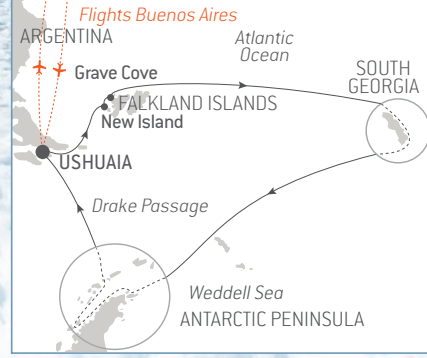 Flights Buenos Aires
ARGENTINA
Atlantic
Ocean
Grave Cove
SOUTH
GEORGIA
FALKLAND ISLANDS
New Island
USHUAIA
Drake Passage
Weddell Sea
ANTARCTIC PENINSULA